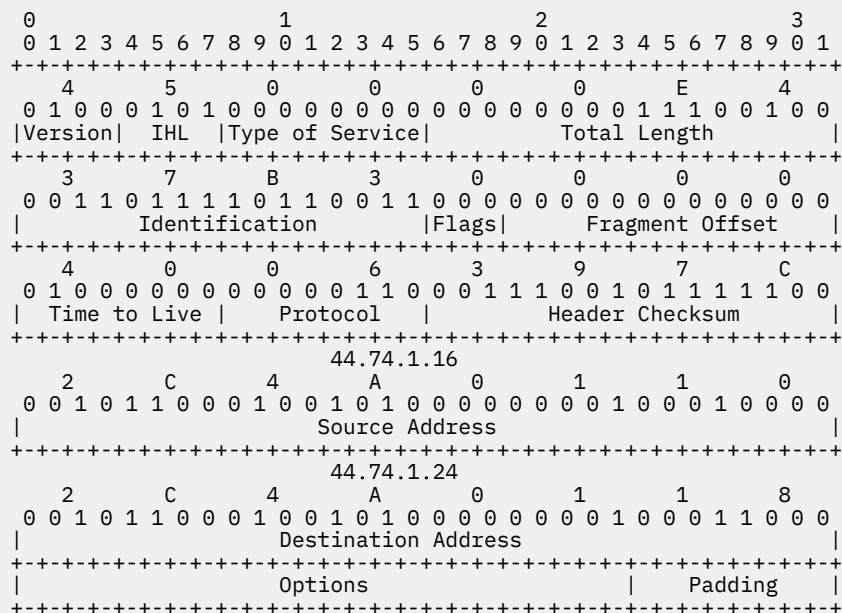 0                   1                   2                   3
0 1 2 3 4 5 6 7 8 9 0 1 2 3 4 5 6 7 8 9 0 1 2 3 4 5 6 7 8 9 0 1
+-+-+-+-+-+-+-+-+-+-+-+-+-+-+-+-+-+-+-+-+-+-+-+-+-+-+-+-+-+-+-+-+
4       5       0       0       0       0       E       4
0 1 0 0 0 1 0 1 0 0 0 0 0 0 0 0 0 0 0 0 0 0 0 0 1 1 1 0 0 1 0 0
|Version|  IHL  |Type of Service|          Total Length         |
+-+-+-+-+-+-+-+-+-+-+-+-+-+-+-+-+-+-+-+-+-+-+-+-+-+-+-+-+-+-+-+-+
3       7       B       3       0       0       0       0
0 0 1 1 0 1 1 1 1 0 1 1 0 0 1 1 0 0 0 0 0 0 0 0 0 0 0 0 0 0 0 0
|         Identification        |Flags|      Fragment Offset    |
+-+-+-+-+-+-+-+-+-+-+-+-+-+-+-+-+-+-+-+-+-+-+-+-+-+-+-+-+-+-+-+-+
4       0       0       6       3       9       7       C
0 1 0 0 0 0 0 0 0 0 0 0 0 1 1 0 0 0 1 1 1 0 0 1 0 1 1 1 1 1 0 0
|  Time to Live |    Protocol   |         Header Checksum       |
+-+-+-+-+-+-+-+-+-+-+-+-+-+-+-+-+-+-+-+-+-+-+-+-+-+-+-+-+-+-+-+-+
44.74.1.16
2       C       4       A       0       1       1       0
0 0 1 0 1 1 0 0 0 1 0 0 1 0 1 0 0 0 0 0 0 0 0 1 0 0 0 1 0 0 0 0
|                       Source Address                          |
+-+-+-+-+-+-+-+-+-+-+-+-+-+-+-+-+-+-+-+-+-+-+-+-+-+-+-+-+-+-+-+-+
44.74.1.24
2       C       4       A       0       1       1       8
0 0 1 0 1 1 0 0 0 1 0 0 1 0 1 0 0 0 0 0 0 0 0 1 0 0 0 1 1 0 0 0
|                    Destination Address                        |
+-+-+-+-+-+-+-+-+-+-+-+-+-+-+-+-+-+-+-+-+-+-+-+-+-+-+-+-+-+-+-+-+
|                    Options                    |    Padding    |
+-+-+-+-+-+-+-+-+-+-+-+-+-+-+-+-+-+-+-+-+-+-+-+-+-+-+-+-+-+-+-+-+